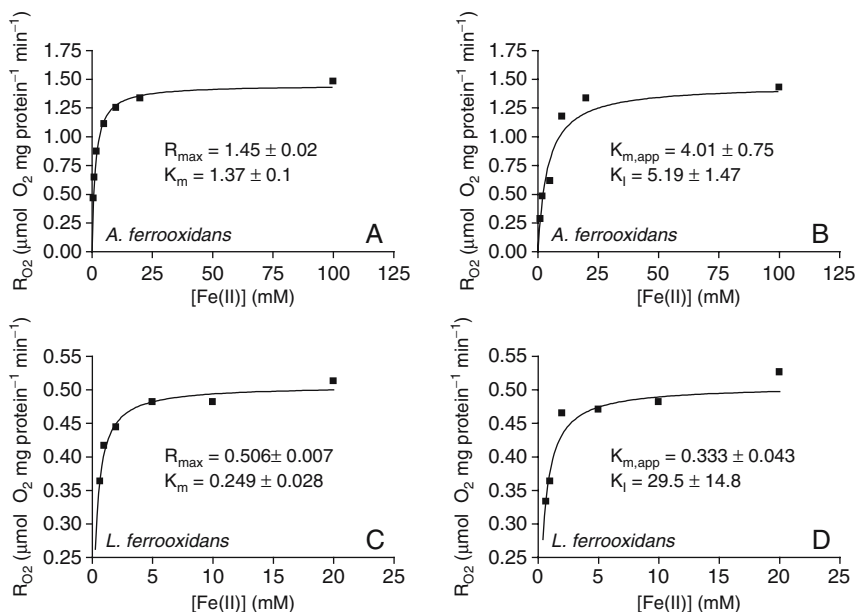 R_O2 (μmol O2 mg protein−1 min−1)
1.75
1.50
1.25
1.00
0.75
0.50
0.25
0.00
Rmax = 1.45 ± 0.02
Km = 1.37 ± 0.1
A. ferrooxidans
A
0 25 50 75 100 125
[Fe(II)] (mM)
R_O2 (μmol O2 mg protein−1 min−1)
1.75
1.50
1.25
1.00
0.75
0.50
0.25
0.00
Km,app = 4.01 ± 0.75
KI = 5.19 ± 1.47
A. ferrooxidans
B
0 25 50 75 100 125
[Fe(II)] (mM)
R_O2 (μmol O2 mg protein−1 min−1)
0.55
0.50
0.45
0.40
0.35
0.30
0.25
Rmax = 0.506± 0.007
Km = 0.249 ± 0.028
L. ferrooxidans
C
0 5 10 15 20 25
[Fe(II)] (mM)
R_O2 (μmol O2 mg protein−1 min−1)
0.55
0.50
0.45
0.40
0.35
0.30
0.25
Km,app = 0.333 ± 0.043
KI = 29.5 ± 14.8
L. ferrooxidans
D
0 5 10 15 20 25
[Fe(II)] (mM)